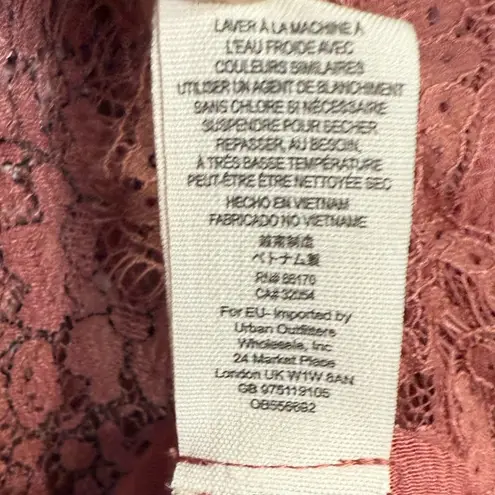 LAVER À LA MACHINE À
L'EAU FROIDE AVEC
COULEURS SIMILAIRES
UTILISER UN AGENT DE BLANCHIMENT
SANS CHLORE SI NÉCESSAIRE
SUSPENDRE POUR SECHER,
REPASSER, AU BESOIN,
À TRÈS BASSE TEMPÉRATURE
PEUT-ÊTRE ÊTRE NETTOYÉE SEC
HECHO EN VIETNAM
FABRICADO NO VIETNAME
越南制造
ベトナム製
RN# 66170
CA# 32054
For EU- Imported by
Urban Outfitters
Wholesale, Inc
24 Market Place
London UK W1W 8AN
GB 975119105
OB556692